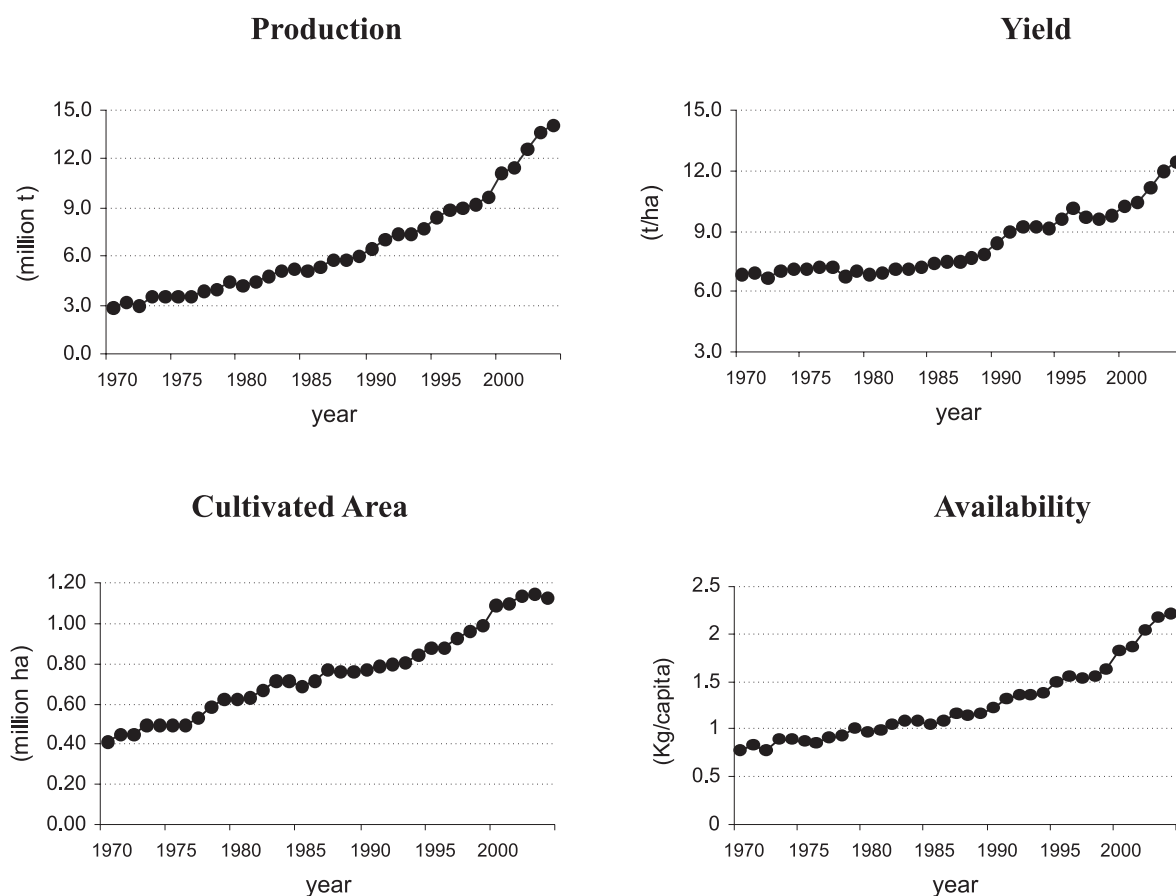 Production
15.0
12.0
9.0
6.0
3.0
0.0
(million t)
1970 1975 1980 1985 1990 1995 2000
year
Yield
15.0
12.0
9.0
6.0
3.0
(t/ha)
1970 1975 1980 1985 1990 1995 2000
year
Cultivated Area
1.20
1.00
0.80
0.60
0.40
0.20
0.00
(million ha)
1970 1975 1980 1985 1990 1995 2000
year
Availability
2.5
2
1.5
1
0.5
0
(Kg/capita)
1970 1975 1980 1985 1990 1995 2000
year